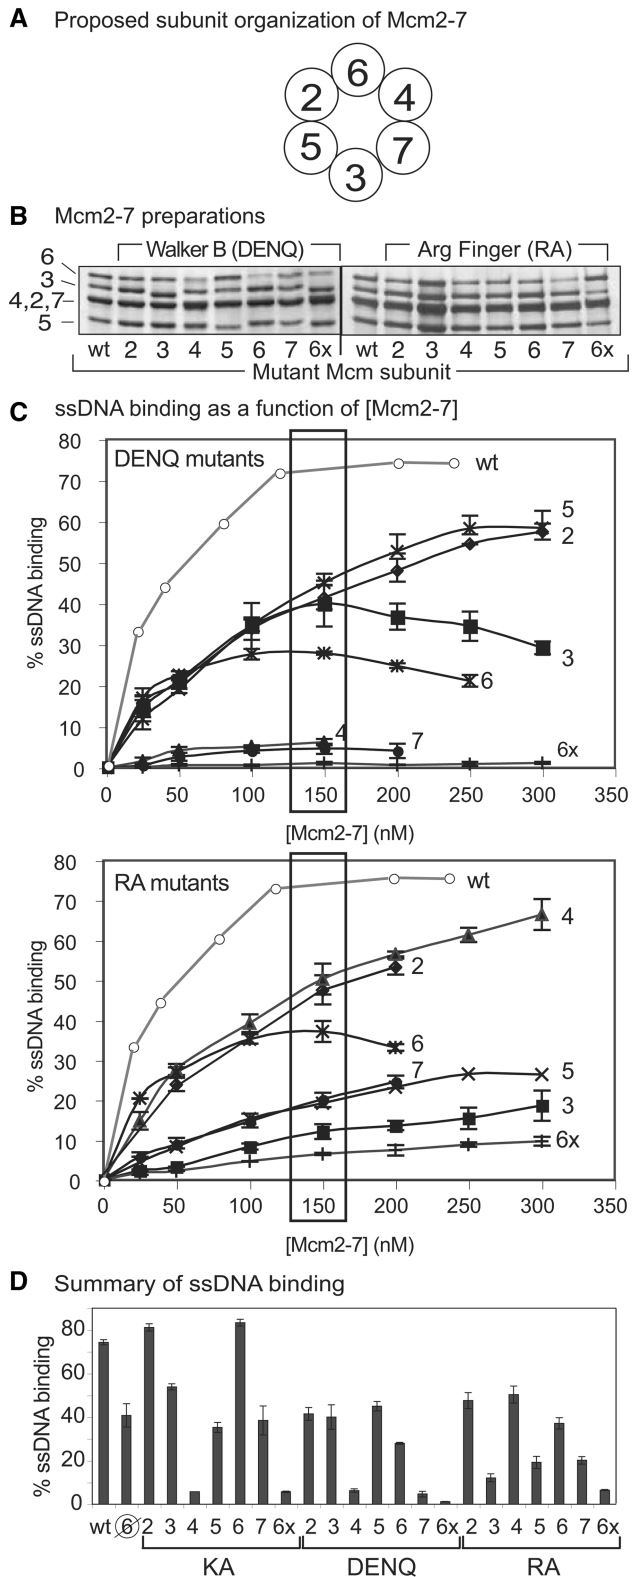 A Proposed subunit organization of Mcm2-7
6
2 4
5 7
3
B Mcm2-7 preparations
Walker B (DENQ) Arg Finger (RA)
6
3
4,2,7
5
wt 2 3 4 5 6 7 6x wt 2 3 4 5 6 7 6x
Mutant Mcm subunit
C ssDNA binding as a function of [Mcm2-7]
80
DENQ mutants
wt
70
60
5
2
50
40
30
3
6
20
10
4
7
6x
0
% ssDNA binding
0 50 100 150 200 250 300 350
[Mcm2-7] (nM)
80
RA mutants
wt
70
4
60
2
50
40
6
30
7
5
20
3
10
6x
0
% ssDNA binding
0 50 100 150 200 250 300 350
[Mcm2-7] (nM)
D Summary of ssDNA binding
80
60
40
20
0
% ssDNA binding
wt 6 2 3 4 5 6 7 6x 2 3 4 5 6 7 6x 2 3 4 5 6 7 6x
KA DENQ RA